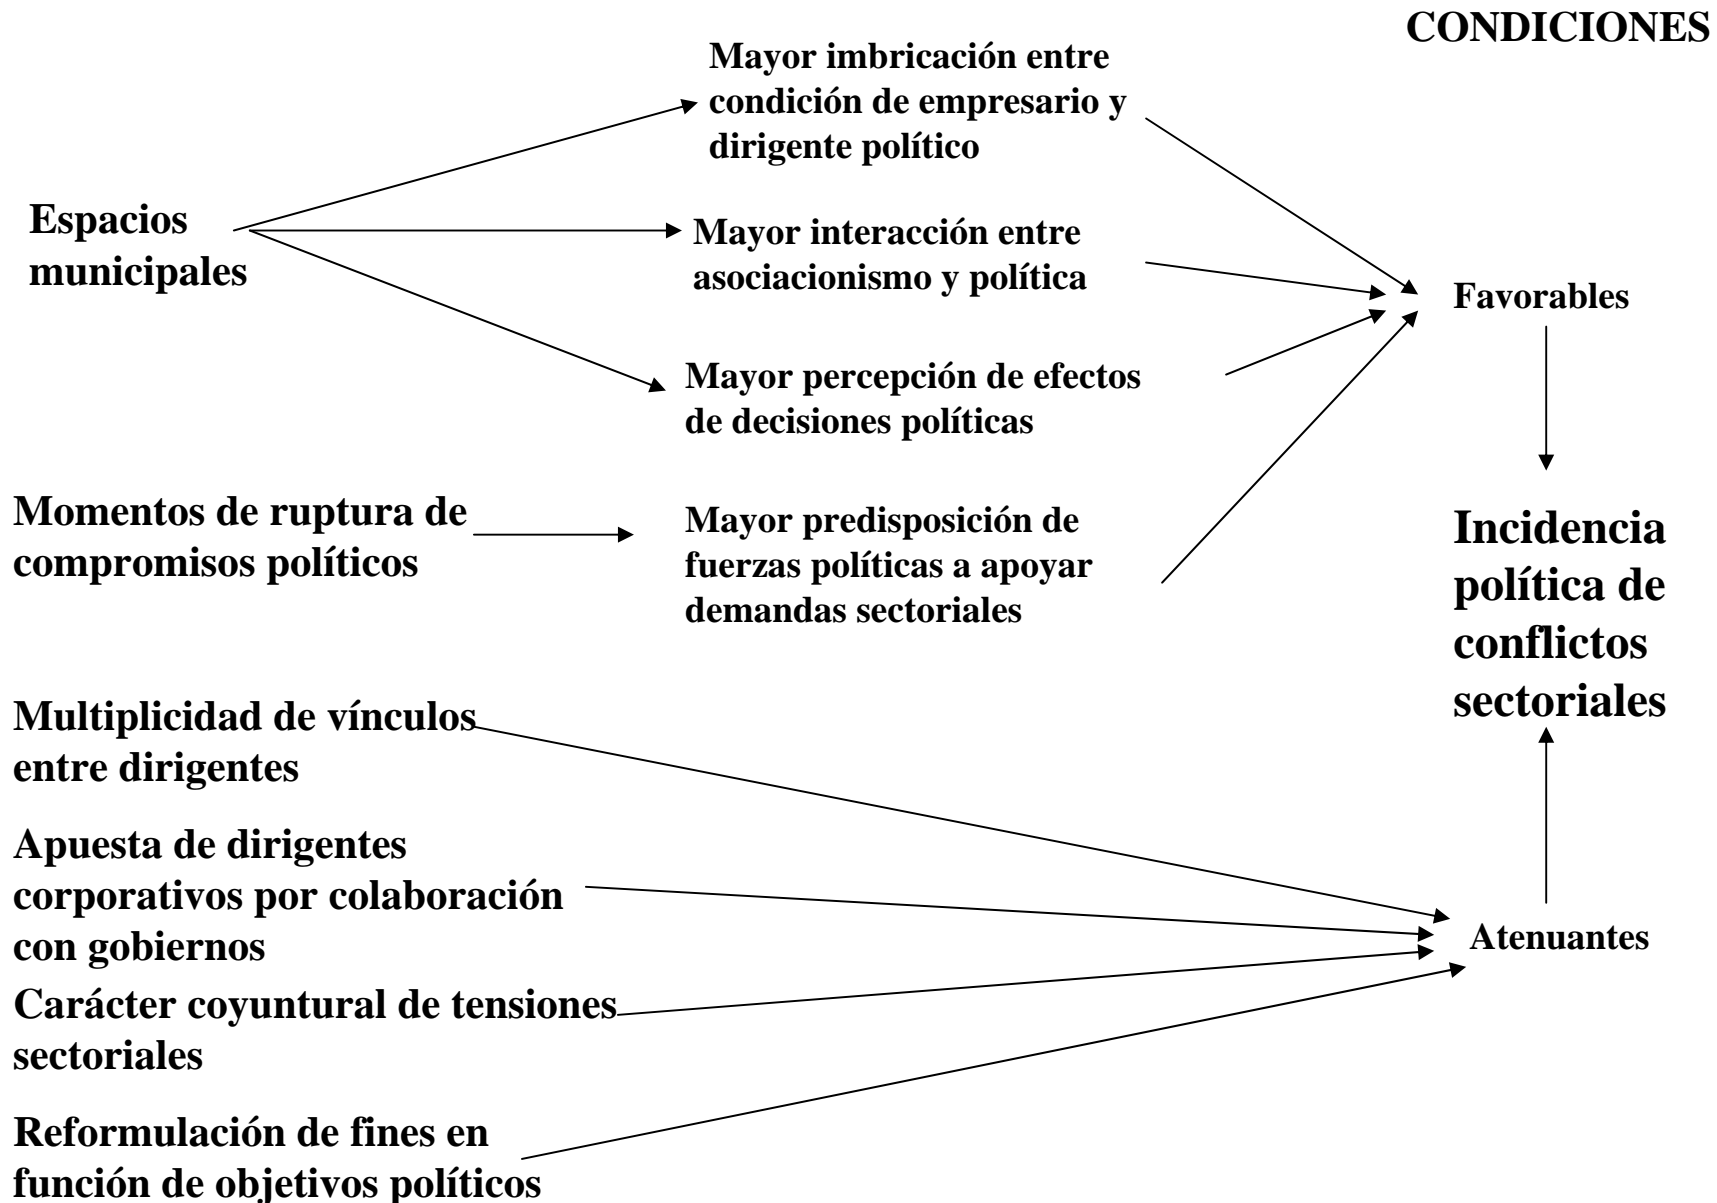 CONDICIONES
Mayor imbricación entre
condición de empresario y
dirigente político
Espacios
municipales
Mayor interacción entre
asociacionismo y política
Favorables
Mayor percepción de efectos
de decisiones políticas
Momentos de ruptura de
compromisos políticos
Mayor predisposición de
fuerzas políticas a apoyar
demandas sectoriales
Incidencia
política de
conflictos
sectoriales
Multiplicidad de vínculos
entre dirigentes
Apuesta de dirigentes
corporativos por colaboración
con gobiernos
Atenuantes
Carácter coyuntural de tensiones
sectoriales
Reformulación de fines en
función de objetivos políticos